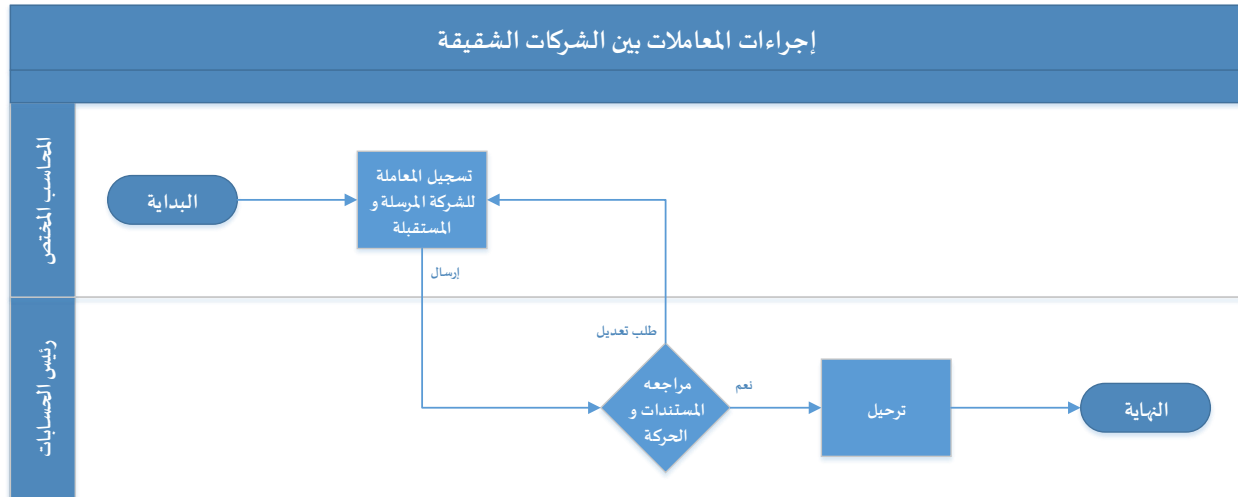 إجراءات المعاملات بين الشركات الشقيقة
المحاسب المختص
البداية
تسجيل المعاملة
للشركة المرسلة و
المستقبلة
إرسال
رئيس الحسابات
طلب تعديل
مراجعه
المستندات و
الحركة
نعم
ترحيل
النهاية